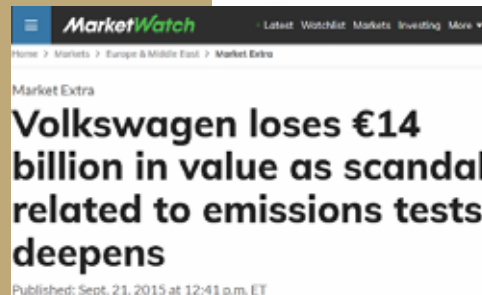 MarketWatch
Latest Watchlist Markets Investing More
Home > Markets > Europe & Middle East > Market Extra
Market Extra
Volkswagen loses €14
billion in value as scandal
related to emissions tests
deepens
Published: Sept. 21, 2015 at 12:41 p.m. ET